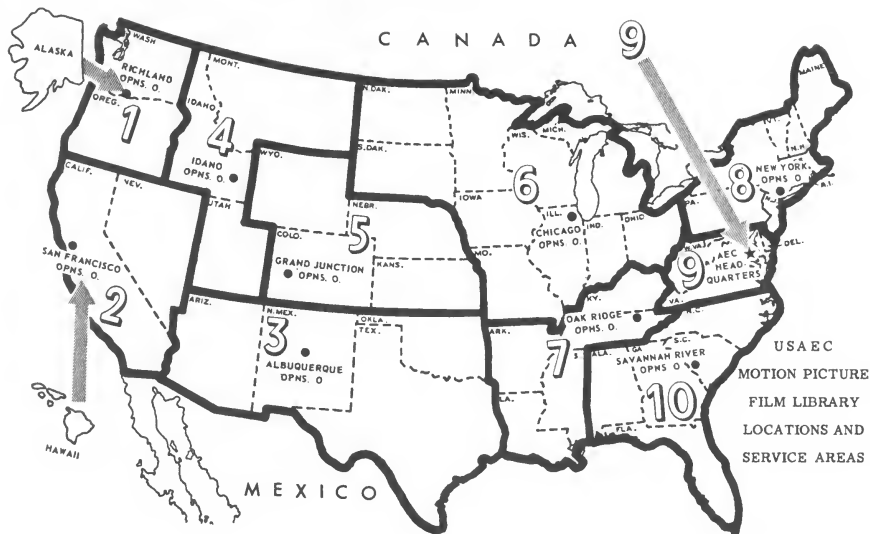 CANADA
9
ALASKA
WASH
RICHLAND
OPNS. O.
OREG.
1
MONT.
IDAHO
4
IDAHO
OPNS. O.
N.DAK.
MINN
S.DAK.
WIS.
MICH.
MAINE
VT.
N.H.
8
NEW YORK
OPNS. O
R.I.
PA.
N.J.
WYO.
CALIF.
NEV.
UTAH
IOWA
6
ILL.
IND.
OHIO
CHICAGO
OPNS. O.
NEBR.
5
COLO.
GRAND JUNCTION
OPNS. O.
KANS.
MO.
W.VA.
9
AEC
HEAD-
QUARTERS
DEL.
VA.
KY.
SAN FRANCISCO
OPNS. O.
2
ARIZ.
N.MEX.
3
ALBUQUERQUE
OPNS. O
OKLA.
TEX.
ARK.
OAK RIDGE
OPHS. O.
N.C.
7
ALA.
GA
S.C.
SAVANNAH RIVER
OPNS O
10
LA.
FLA.
HAWAII
MEXICO
USAEC
MOTION PICTURE
FILM LIBRARY
LOCATIONS AND
SERVICE AREAS